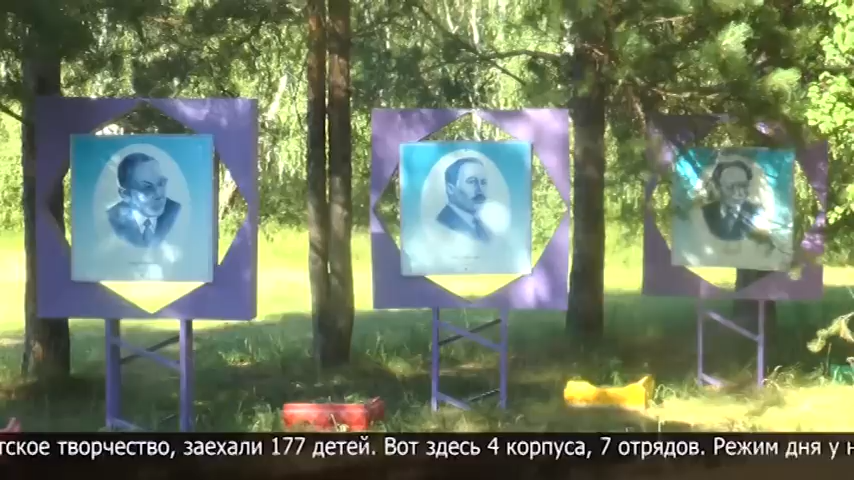 тское творчество, заехали 177 детей. Вот здесь 4 корпуса, 7 отрядов. Режим дня у н